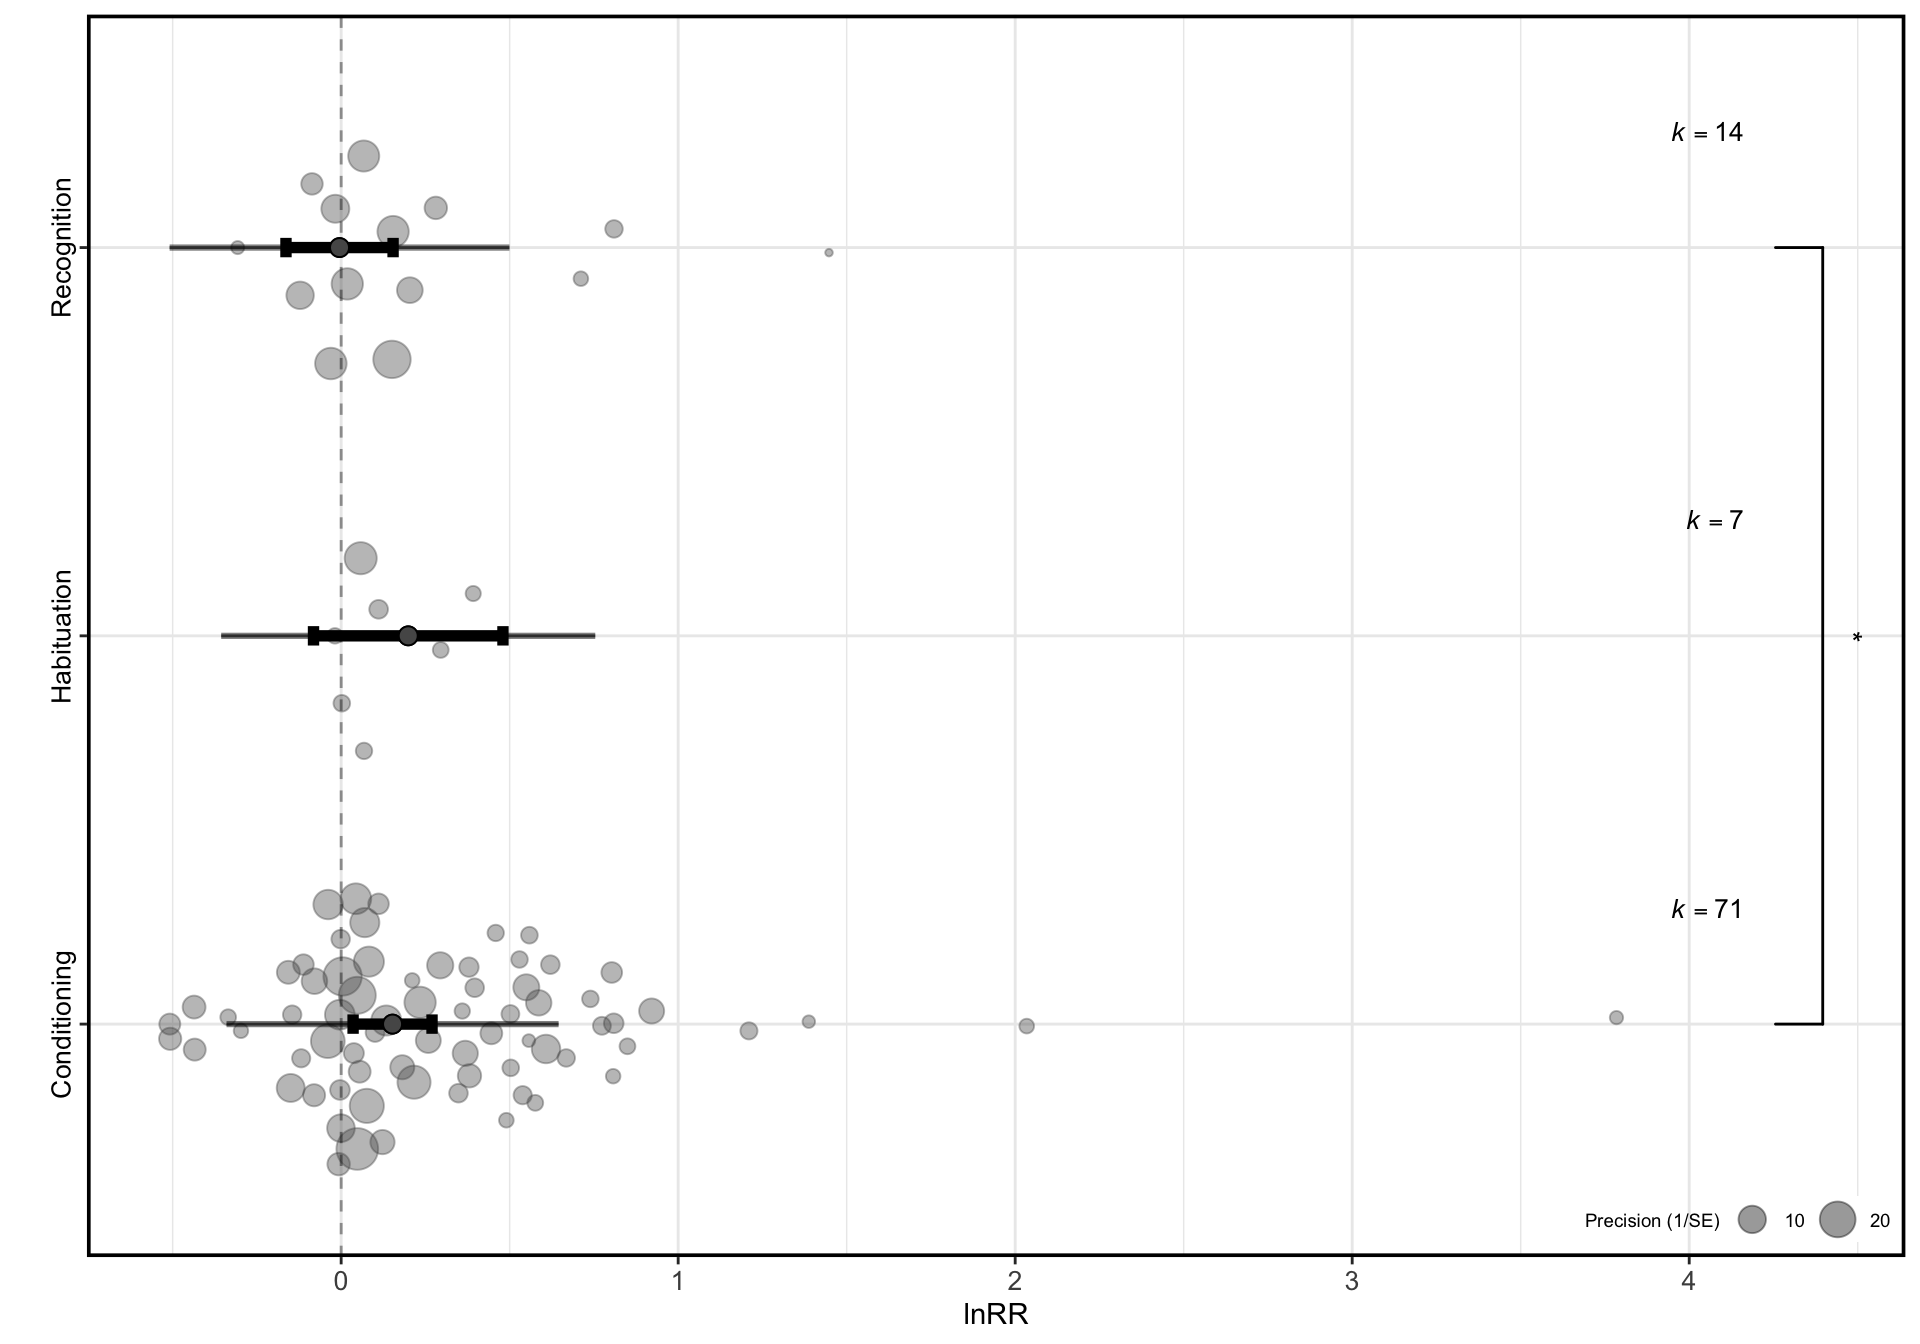 k = 14
Recognition
k = 7
Habituation
*
k = 71
Conditioning
Precision (1/SE) 10 20
0 1 2 3 4
lnRR